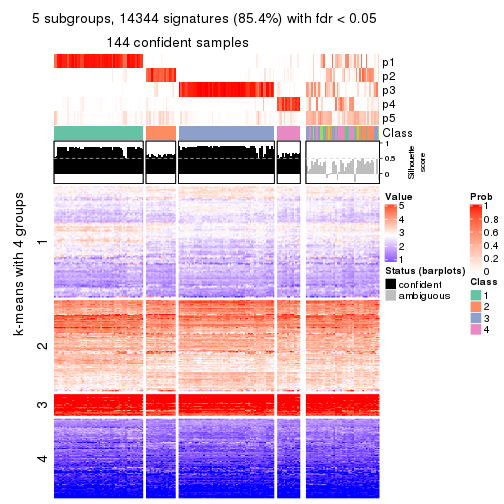 5 subgroups, 14344 signatures (85.4%) with fdr < 0.05
144 confident samples
p1
p2
p3
p4
p5
Class
1
0.5
0
Silhouette
score
k-means with 4 groups
1
2
3
4
Value
5
4
3
2
1
Status (barplots)
confident
ambiguous
Prob
1
0.8
0.6
0.4
0.2
0
Class
1
2
3
4